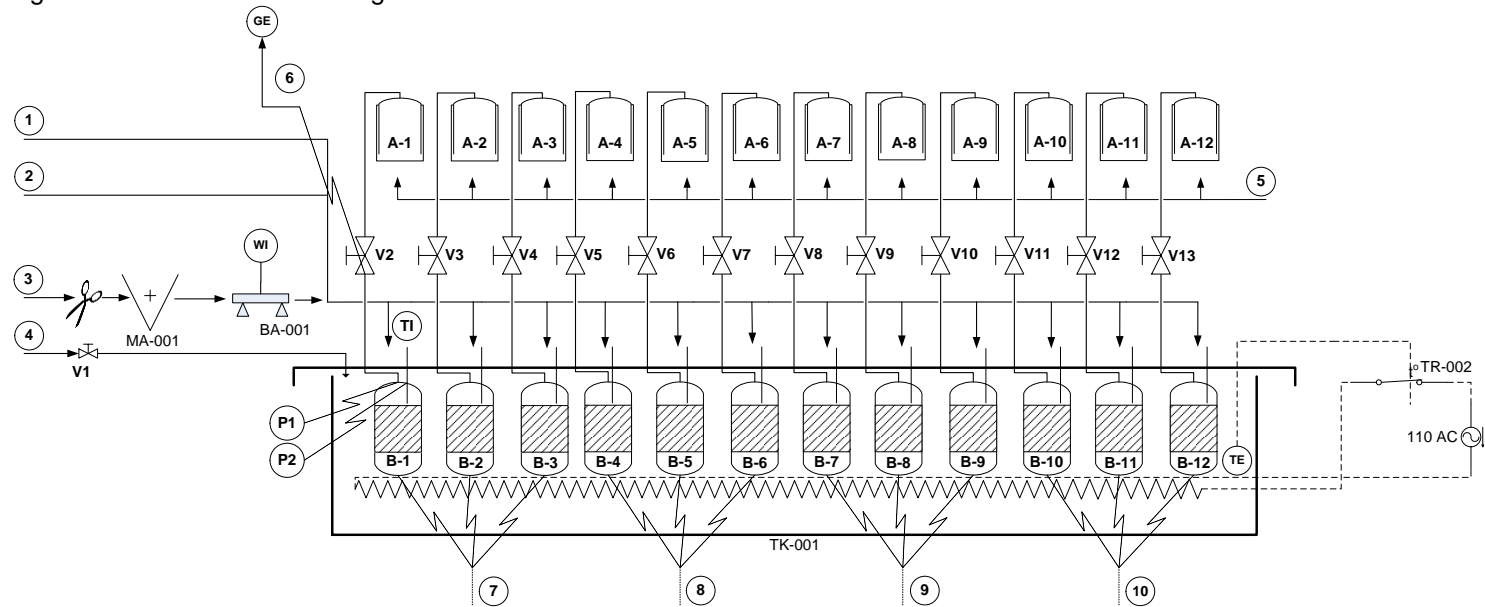 GE
6
1
A-1 A-2 A-3 A-4 A-5 A-6 A-7 A-8 A-9 A-10 A-11 A-12
2
5
WI
V2 V3 V4 V5 V6 V7 V8 V9 V10 V11 V12 V13
3
+
BA-001
MA-001
TI
4
V1
TR-002
P1
110 AC
P2
B-1 B-2 B-3 B-4 B-5 B-6 B-7 B-8 B-9 B-10 B-11 B-12
TE
TK-001
7 8 9 10